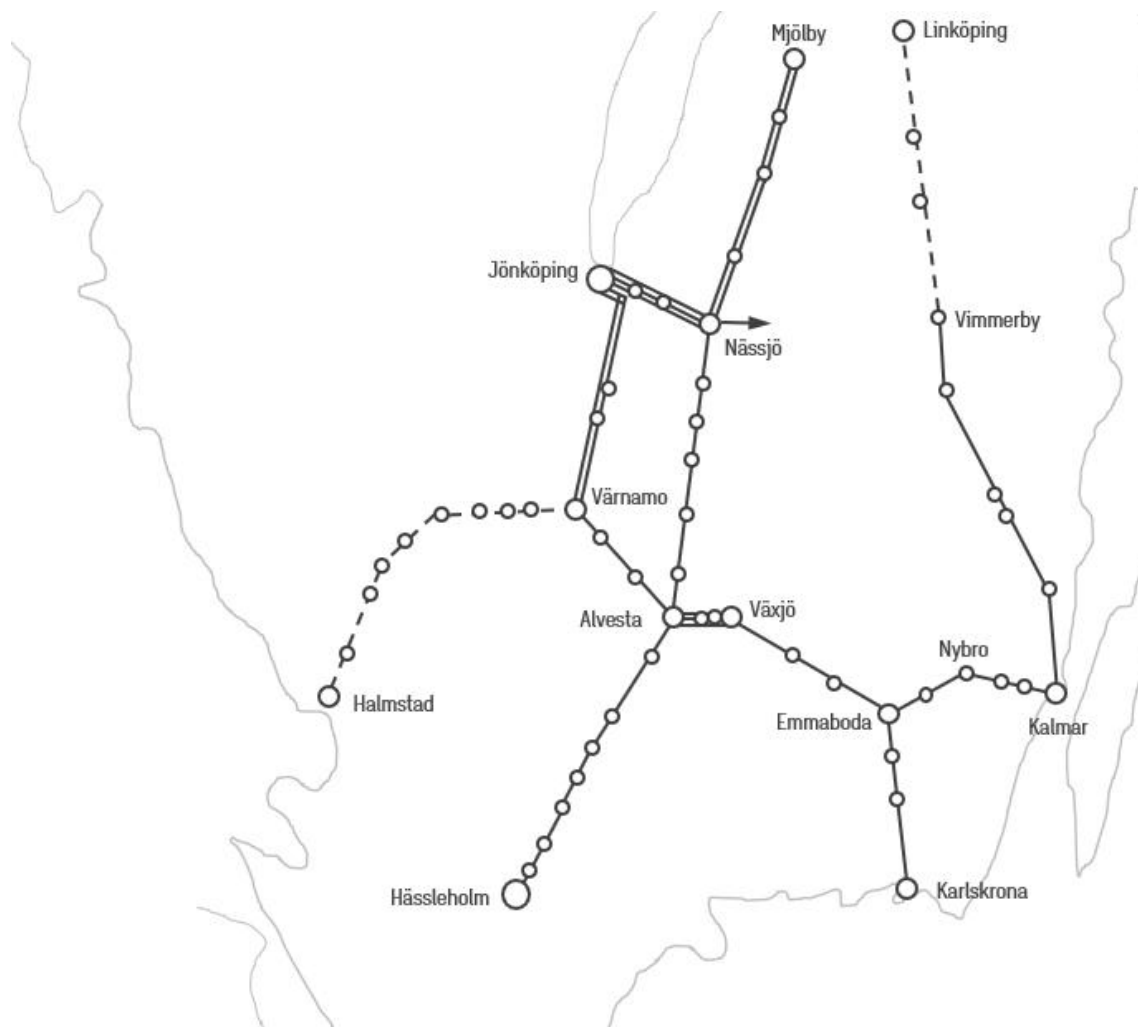 Mjölby
Linköping
Jönköping
Vimmerby
Nässjö
Värnamo
Alvesta
Växjö
Nybro
Halmstad
Emmaboda
Kalmar
Hässleholm
Karlskrona